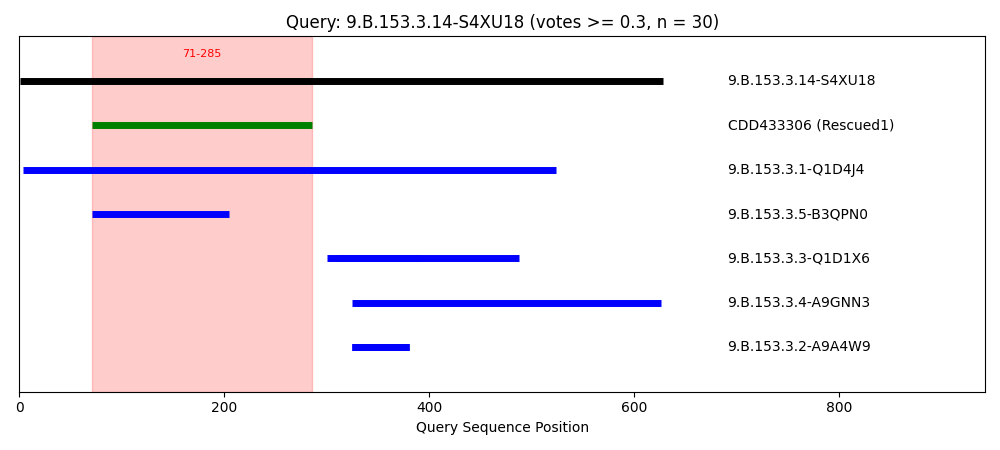 Query: 9.B.153.3.14-S4XU18 (votes >= 0.3, n = 30)
71-285
9.B.153.3.14-S4XU18
CDD433306 (Rescued1)
9.B.153.3.1-Q1D4J4
9.B.153.3.5-B3QPN0
9.B.153.3.3-Q1D1X6
9.B.153.3.4-A9GNN3
9.B.153.3.2-A9A4W9
0 200 400 600 800
Query Sequence Position